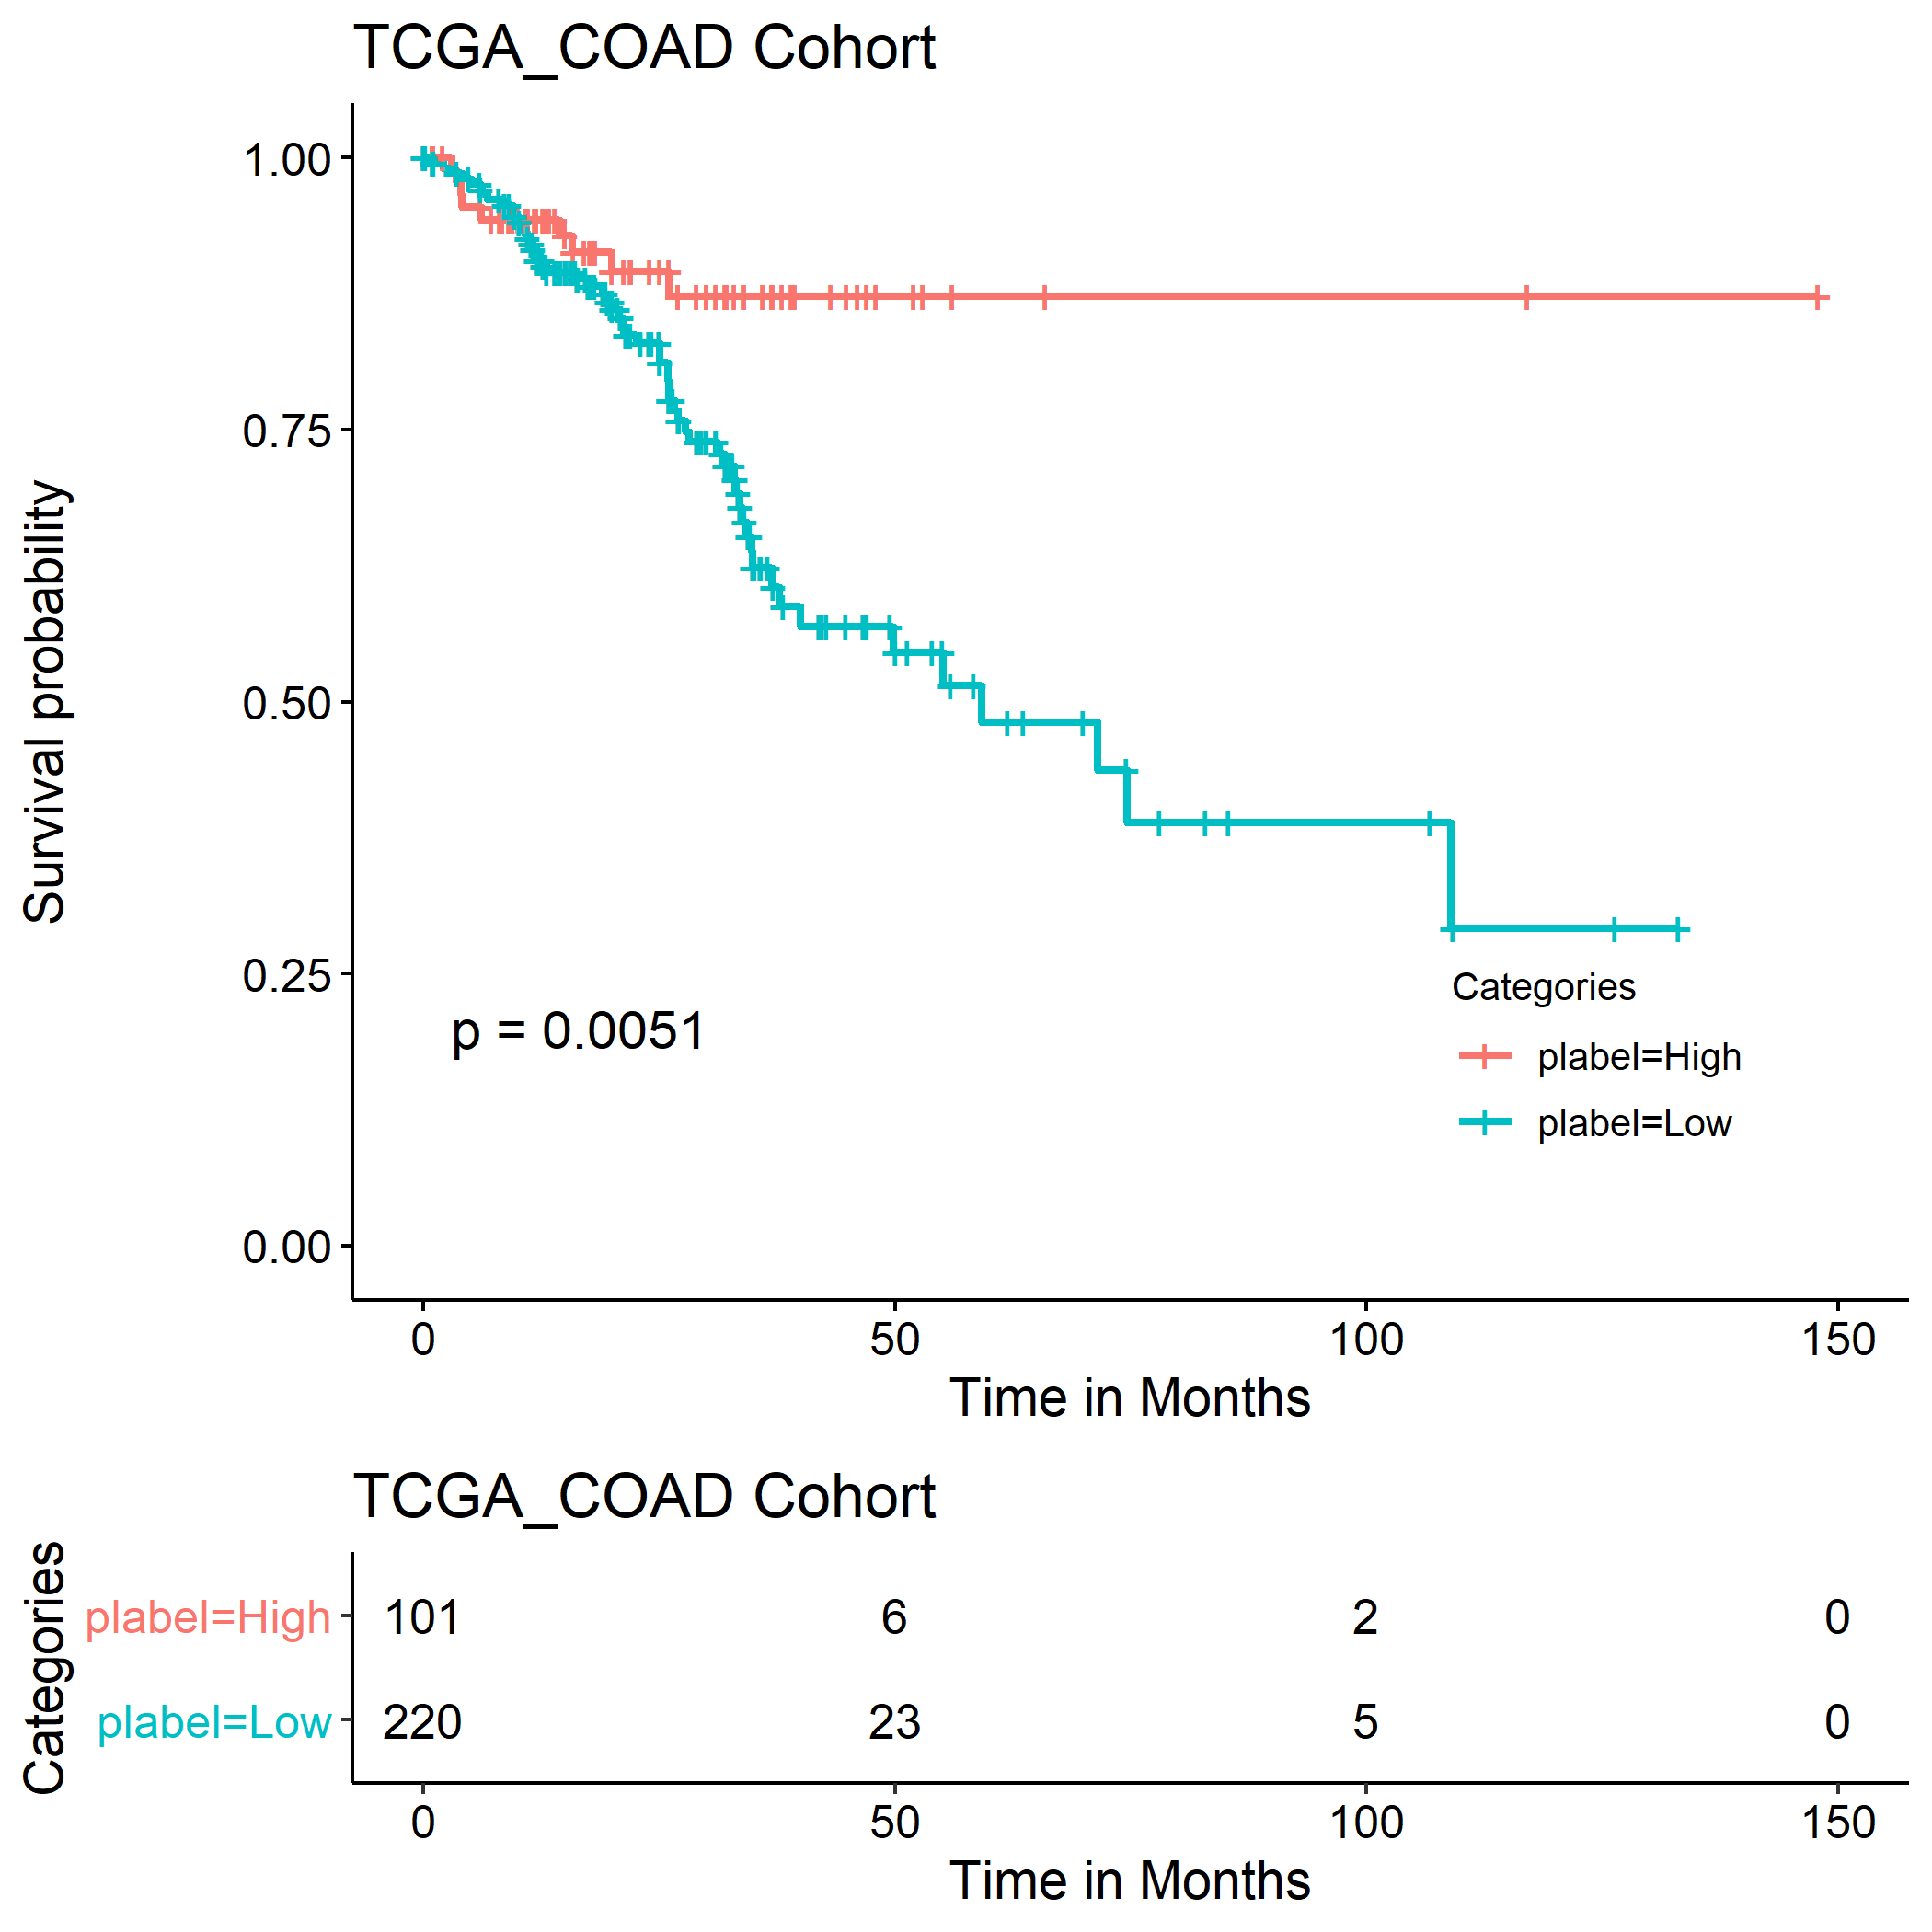 TCGA_COAD Cohort
Survival probability
1.00
0.75
0.50
0.25
0.00
p = 0.0051
Categories
plabel=High
plabel=Low
0 50 100 150
Time in Months
TCGA_COAD Cohort
Categories
plabel=High 101 6 2 0
plabel=Low 220 23 5 0
0 50 100 150
Time in Months